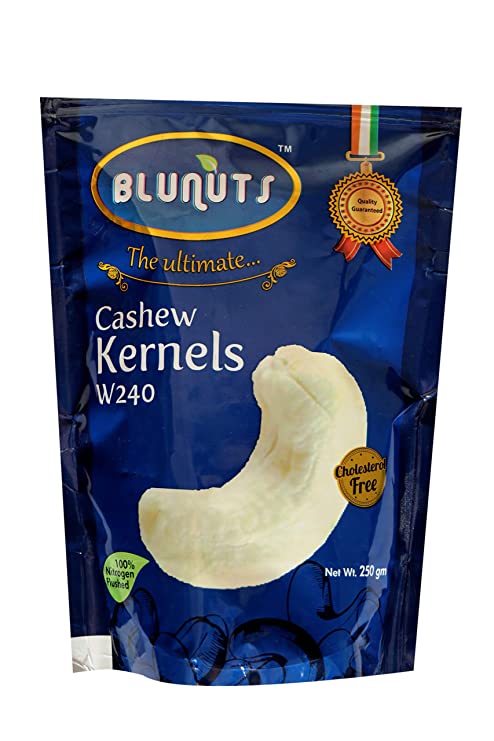 BLUNUTS ™
The ultimate...
Quality
Guaranteed
Cashew
Kernels
W240
Cholesterol
Free
100%
Nitrogen
Flushed
Net Wt. 250 gm